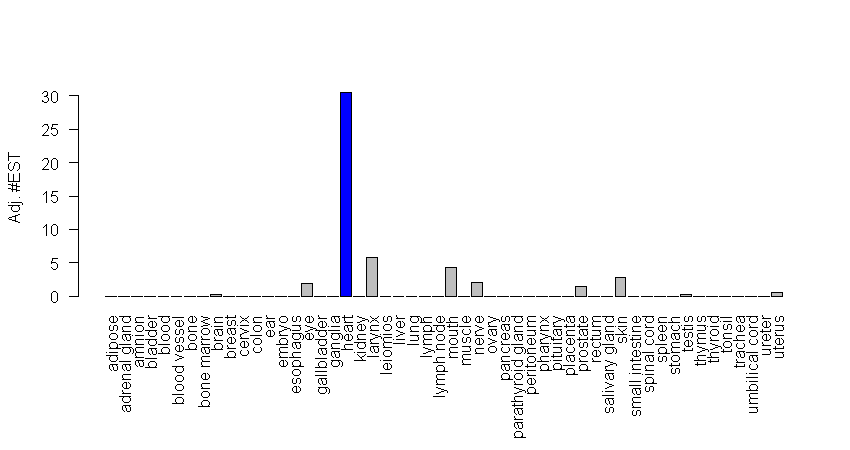 Adj. #EST
30
25
20
15
10
5
0
adipose
adrenal gland
amnion
bladder
blood
blood vessel
bone
bone marrow
brain
breast
cervix
colon
ear
embryo
esophagus
eye
gallbladder
ganglia
heart
kidney
larynx
leiomios
liver
lung
lymph
lymph node
mouth
muscle
nerve
ovary
pancreas
parathyroid gland
peritoneum
pharynx
pituitary
placenta
prostate
rectum
salivary gland
skin
small intestine
spinal cord
spleen
stomach
testis
thymus
thyroid
tonsil
trachea
umbilical cord
ureter
uterus